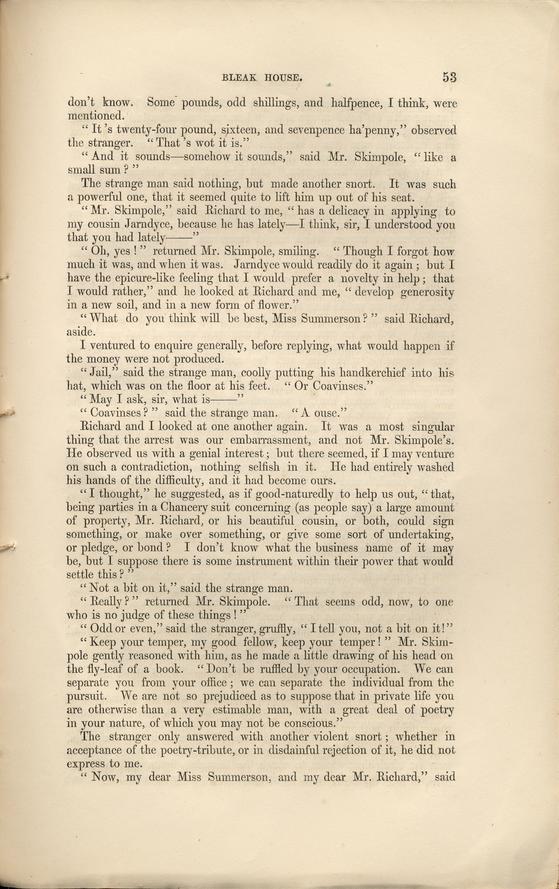 BLEAK HOUSE. 53
don't know. Some pounds, odd shillings, and halfpence, I think, were
mentioned.
"It's twenty-four pound, sixteen, and sevenpence ha'penny," observed
the stranger. "That's wot it is."
"And it sounds—somehow it sounds," said Mr. Skimpole, "like a
small sum?"
The strange man said nothing, but made another snort. It was such
a powerful one, that it seemed quite to lift him up out of his seat.
"Mr. Skimpole," said Richard to me, "has a delicacy in applying to
my cousin Jarndyce, because he has lately—I think, sir, I understood you
that you had lately——"
"Oh, yes!" returned Mr. Skimpole, smiling. "Though I forgot how
much it was, and when it was. Jarndyce would readily do it again; but I
have the epicure-like feeling that I would prefer a novelty in help; that
I would rather," and he looked at Richard and me, "develop generosity
in a new soil, and in a new form of flower."
"What do you think will be best, Miss Summerson?" said Richard,
aside.
I ventured to enquire generally, before replying, what would happen if
the money were not produced.
"Jail," said the strange man, coolly putting his handkerchief into his
hat, which was on the floor at his feet. "Or Coavinses."
"May I ask, sir, what is——"
"Coavinses?" said the strange man. "A ouse."
Richard and I looked at one another again. It was a most singular
thing that the arrest was our embarrassment, and not Mr. Skimpole's.
He observed us with a genial interest; but there seemed, if I may venture
on such a contradiction, nothing selfish in it. He had entirely washed
his hands of the difficulty, and it had become ours.
"I thought," he suggested, as if good-naturedly to help us out, "that,
being parties in a Chancery suit concerning (as people say) a large amount
of property, Mr. Richard, or his beautiful cousin, or both, could sign
something, or make over something, or give some sort of undertaking,
or pledge, or bond? I don't know what the business name of it may
be, but I suppose there is some instrument within their power that would
settle this?"
"Not a bit on it," said the strange man.
"Really?" returned Mr. Skimpole. "That seems odd, now, to one
who is no judge of these things!"
"Odd or even," said the stranger, gruffly, "I tell you, not a bit on it!"
"Keep your temper, my good fellow, keep your temper!" Mr. Skim-
pole gently reasoned with him, as he made a little drawing of his head on
the fly-leaf of a book. "Don't be ruffled by your occupation. We can
separate you from your office; we can separate the individual from the
pursuit. We are not so prejudiced as to suppose that in private life you
are otherwise than a very estimable man, with a great deal of poetry
in your nature, of which you may not be conscious."
The stranger only answered with another violent snort; whether in
acceptance of the poetry-tribute, or in disdainful rejection of it, he did not
express to me.
"Now, my dear Miss Summerson, and my dear Mr. Richard," said